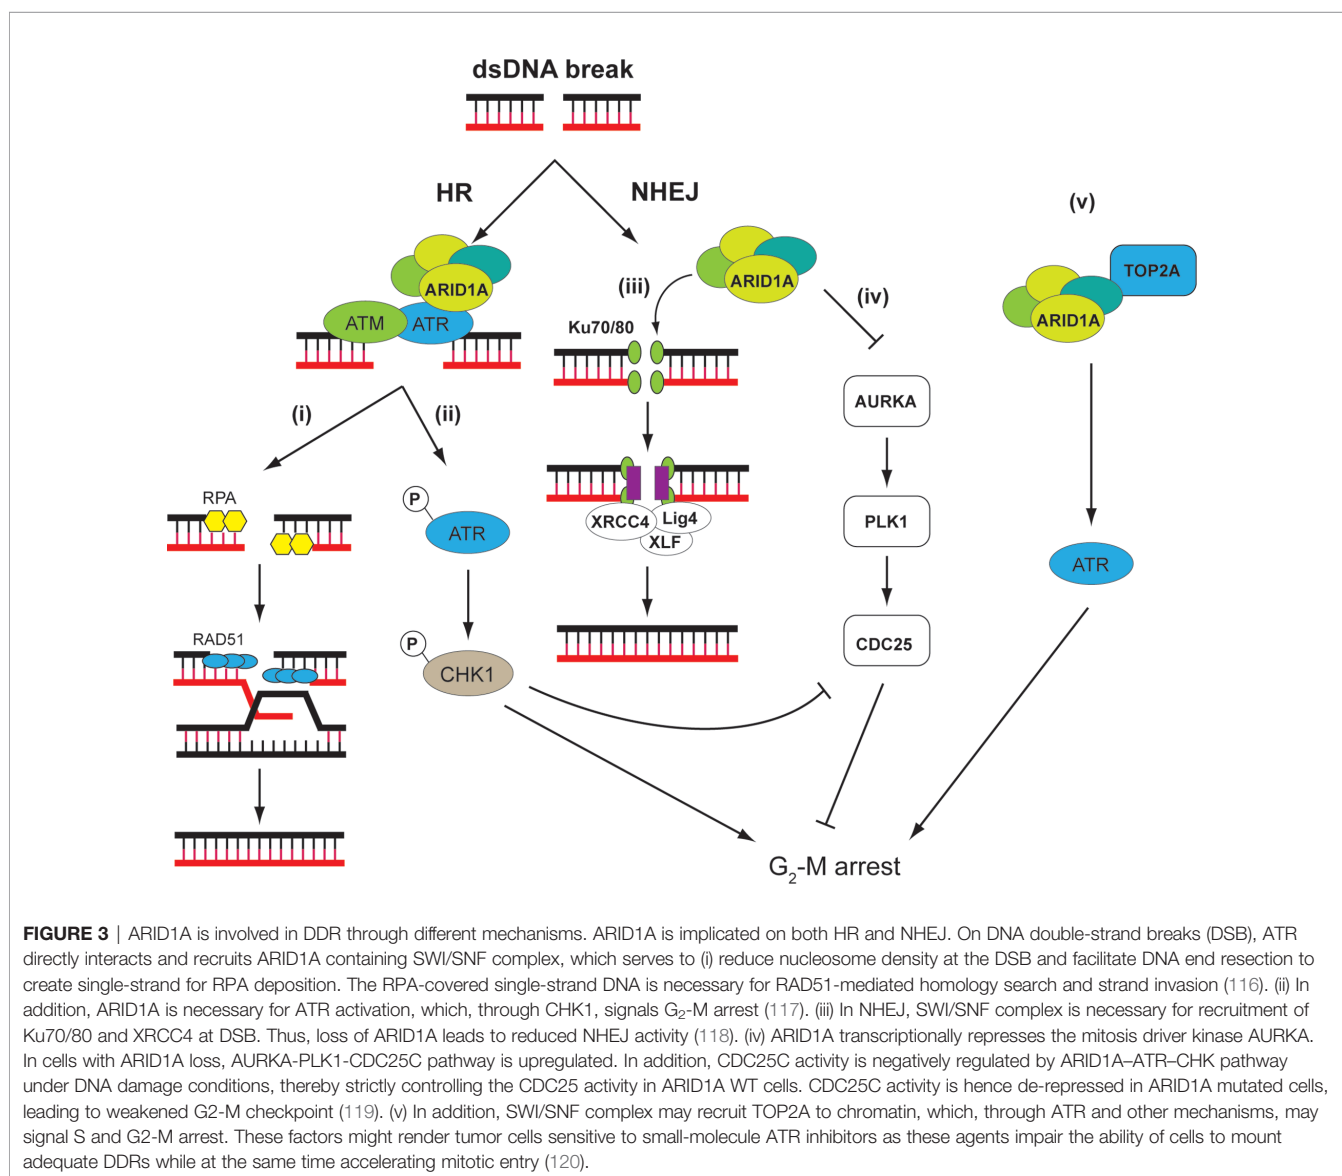 dsDNA break
HR
NHEJ
(v)
ARID1A
ATM
ATR
(iii)
ARID1A
(iv)
TOP2A
ARID1A
Ku70/80
(i)
(ii)
AURKA
RPA
P
ATR
XRCC4
Lig4
XLF
PLK1
ATR
RAD51
P
CHK1
CDC25
G₂-M arrest
FIGURE 3 | ARID1A is involved in DDR through different mechanisms. ARID1A is implicated on both HR and NHEJ. On DNA double-strand breaks (DSB), ATR
directly interacts and recruits ARID1A containing SWI/SNF complex, which serves to (i) reduce nucleosome density at the DSB and facilitate DNA end resection to
create single-strand for RPA deposition. The RPA-covered single-strand DNA is necessary for RAD51-mediated homology search and strand invasion (116). (ii) In
addition, ARID1A is necessary for ATR activation, which, through CHK1, signals G₂-M arrest (117). (iii) In NHEJ, SWI/SNF complex is necessary for recruitment of
Ku70/80 and XRCC4 at DSB. Thus, loss of ARID1A leads to reduced NHEJ activity (118). (iv) ARID1A transcriptionally represses the mitosis driver kinase AURKA.
In cells with ARID1A loss, AURKA-PLK1-CDC25C pathway is upregulated. In addition, CDC25C activity is negatively regulated by ARID1A–ATR–CHK pathway
under DNA damage conditions, thereby strictly controlling the CDC25 activity in ARID1A WT cells. CDC25C activity is hence de-repressed in ARID1A mutated cells,
leading to weakened G2-M checkpoint (119). (v) In addition, SWI/SNF complex may recruit TOP2A to chromatin, which, through ATR and other mechanisms, may
signal S and G2-M arrest. These factors might render tumor cells sensitive to small-molecule ATR inhibitors as these agents impair the ability of cells to mount
adequate DDRs while at the same time accelerating mitotic entry (120).